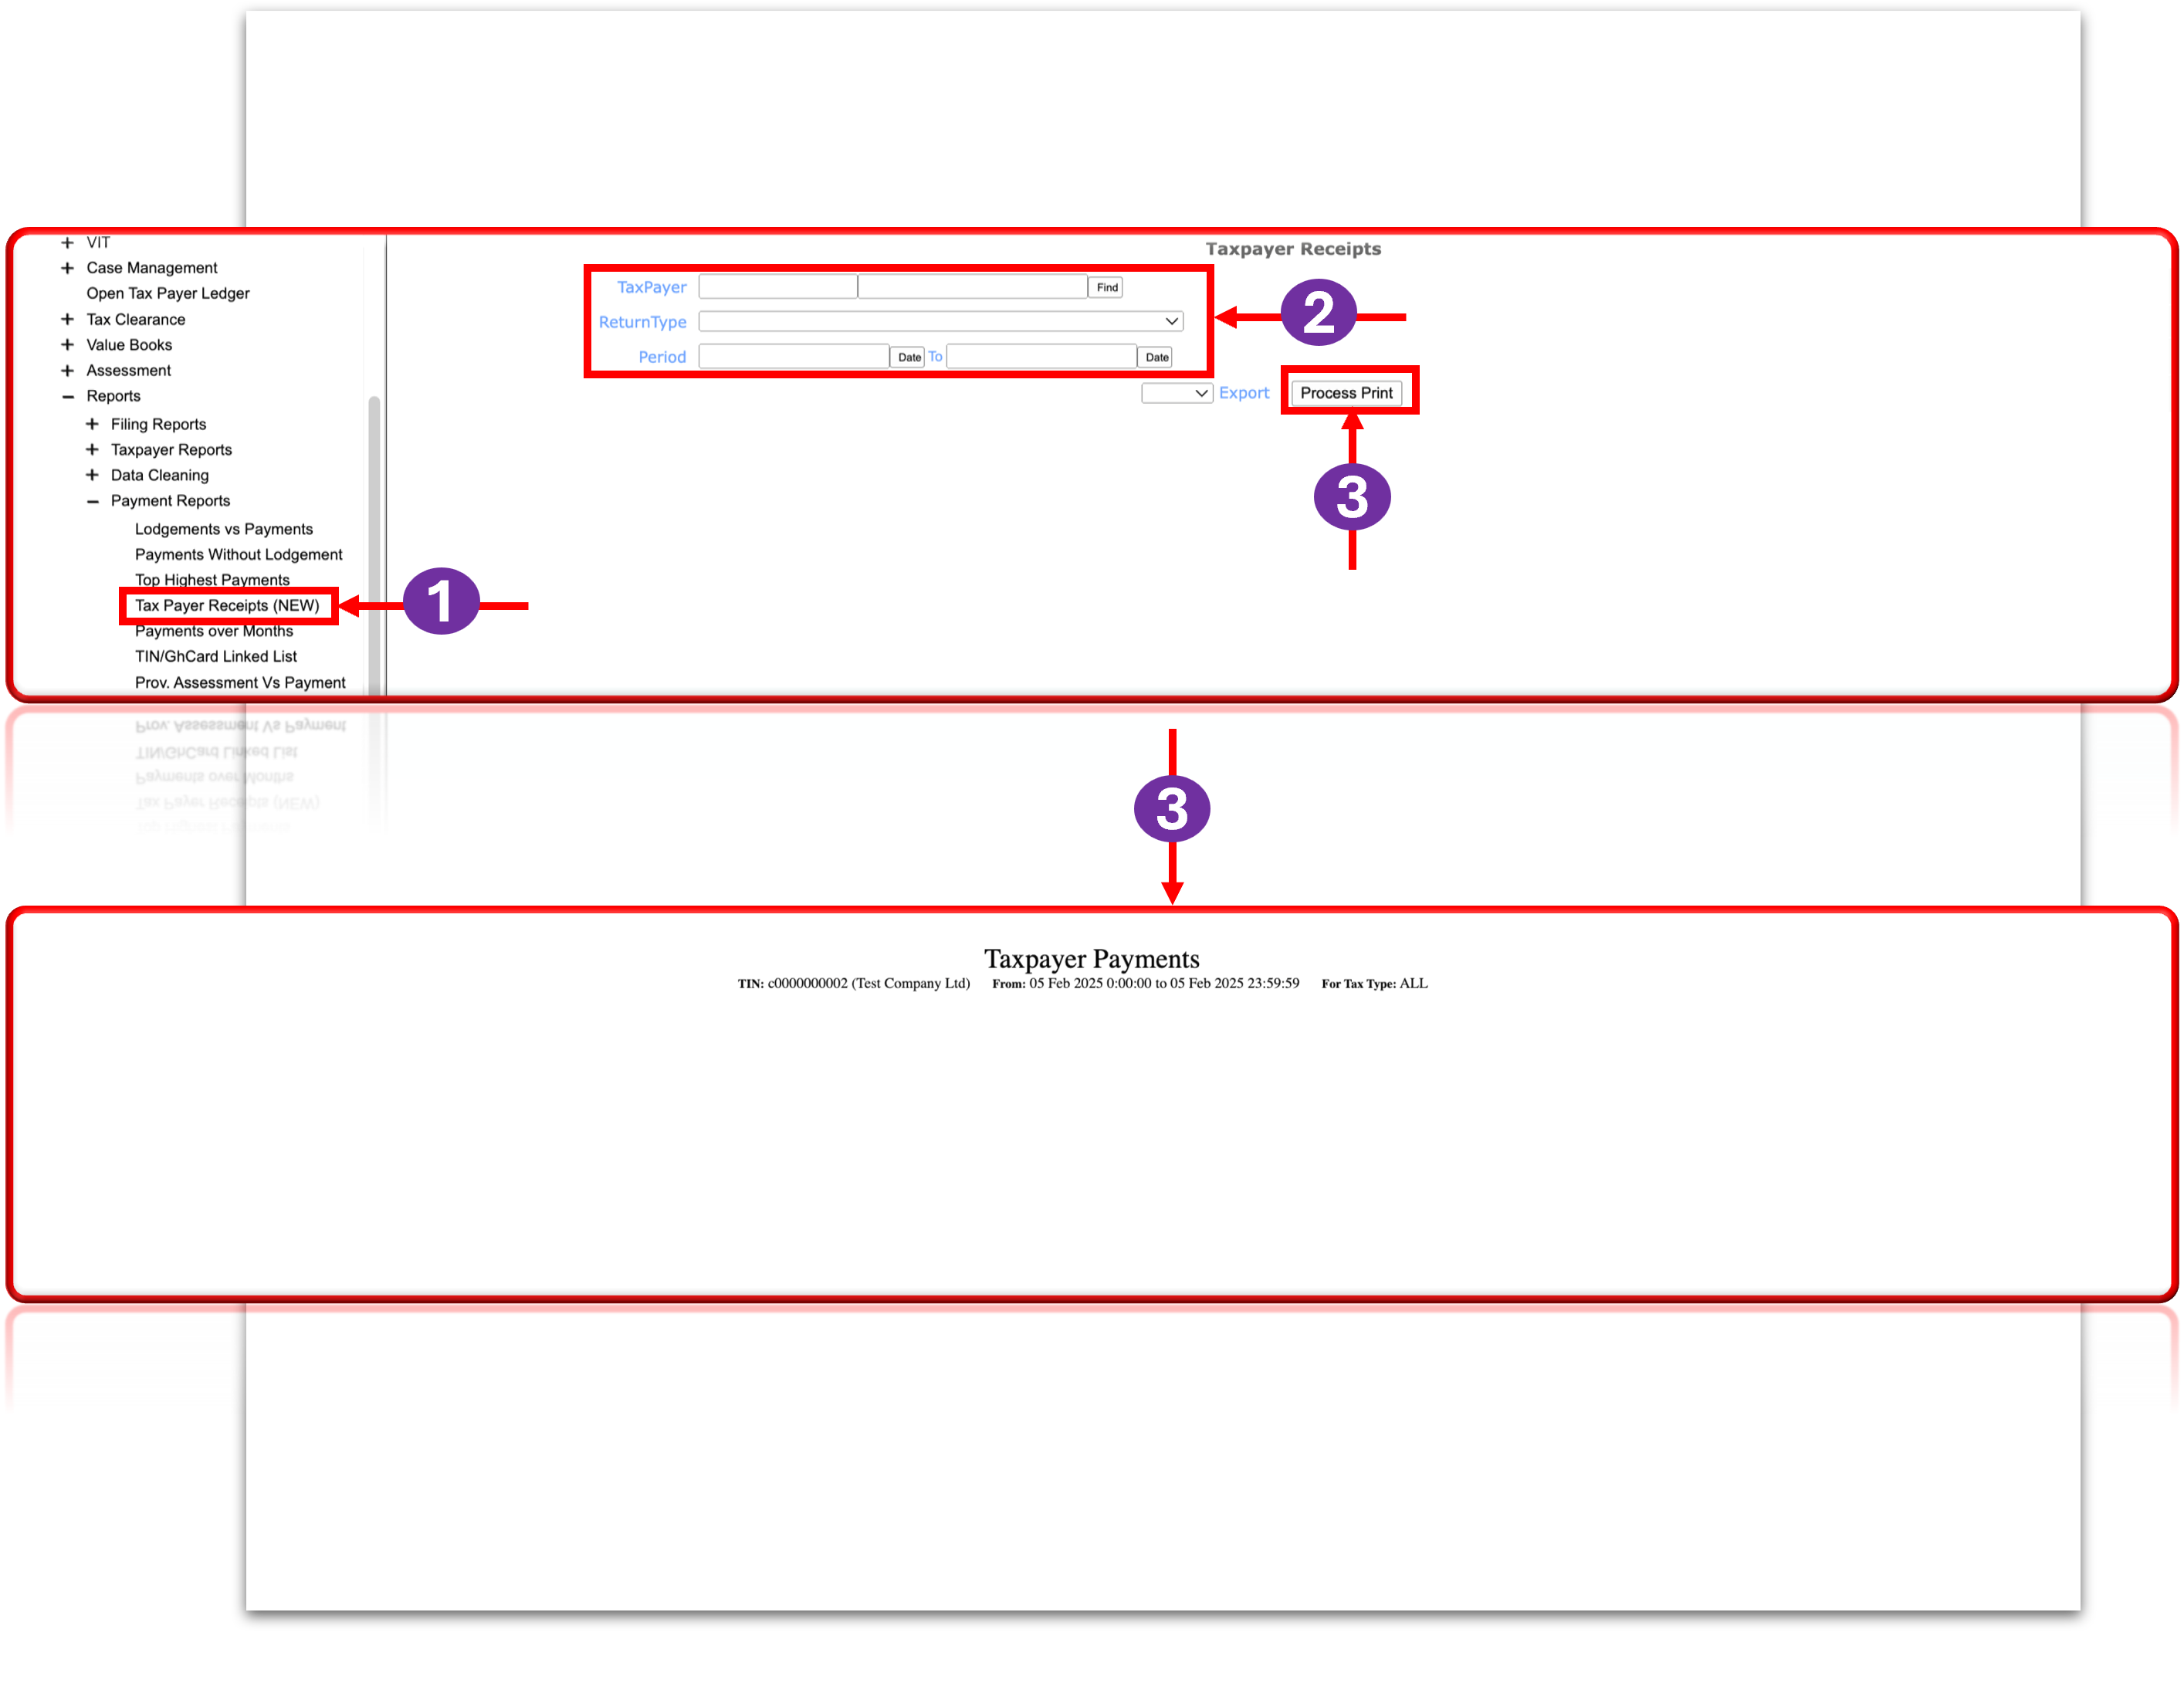 VIT
Case Management
Open Tax Payer Ledger
Tax Clearance
Value Books
Assessment
Reports
Filing Reports
Taxpayer Reports
Data Cleaning
Payment Reports
Lodgements vs Payments
Payments Without Lodgement
Top Highest Payments
Tax Payer Receipts (NEW)
Payments over Months
TIN/GhCard Linked List
Prov. Assessment Vs Payment
1
Taxpayer Receipts
TaxPayer Find
ReturnType
Period Date To Date
2
Export Process Print
3
3
Taxpayer Payments
TIN: c0000000002 (Test Company Ltd) From: 05 Feb 2025 0:00:00 to 05 Feb 2025 23:59:59 For Tax Type: ALL